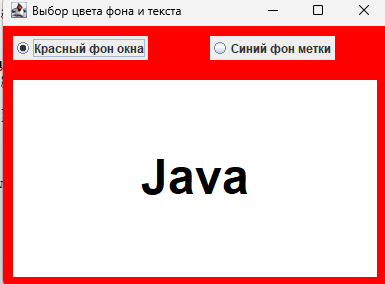 Выбор цвета фона и текста
Красный фон окна
Синий фон метки
Java